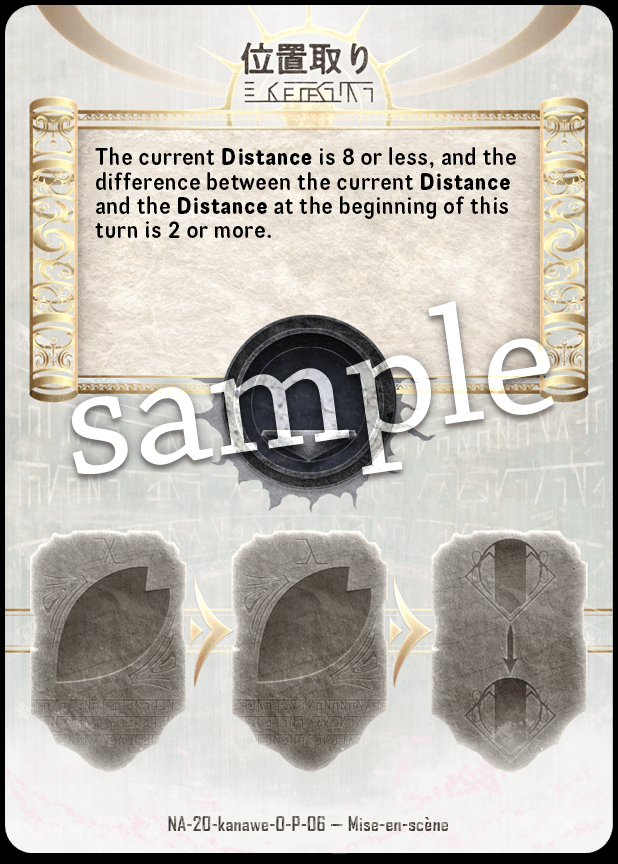 位置取り
The current Distance is 8 or less, and the
difference between the current Distance
and the Distance at the beginning of this
turn is 2 or more.
sample
NA-20-kanawe-O-P-06 – Mise-en-scène